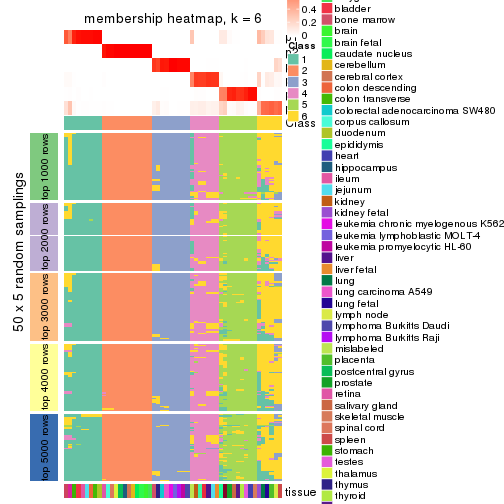 membership heatmap, k = 6
50 x 5 random samplings
top 1000 rows
top 2000 rows
top 3000 rows
top 4000 rows
top 5000 rows
0.4
0.2
0
Class
1
2
3
4
5
6
Class
tissue
bladder
bone marrow
brain
brain fetal
caudate nucleus
cerebellum
cerebral cortex
colon descending
colon transverse
colorectal adenocarcinoma SW480
corpus callosum
duodenum
epididymis
heart
hippocampus
ileum
jejunum
kidney
kidney fetal
leukemia chronic myelogenous K562
leukemia lymphoblastic MOLT-4
leukemia promyelocytic HL-60
liver
liver fetal
lung
lung carcinoma A549
lung fetal
lymph node
lymphoma Burkitts Daudi
lymphoma Burkitts Raji
mislabeled
placenta
postcentral gyrus
prostate
retina
salivary gland
skeletal muscle
spinal cord
spleen
stomach
testes
thalamus
thymus
thyroid